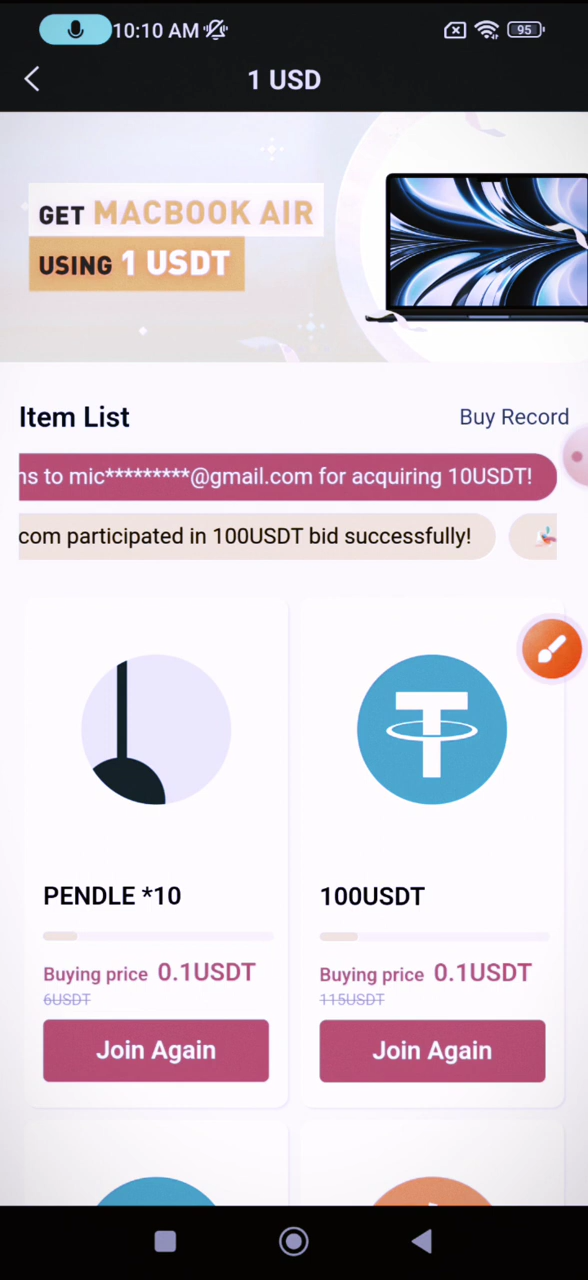 10:10 AM
95
1 USD
GET MACBOOK AIR
USING 1 USDT
Item List
Buy Record
ns to mic*********@gmail.com for acquiring 10USDT!
com participated in 100USDT bid successfully!
PENDLE *10
100USDT
Buying price 0.1USDT
Buying price 0.1USDT
6USDT
115USDT
Join Again
Join Again